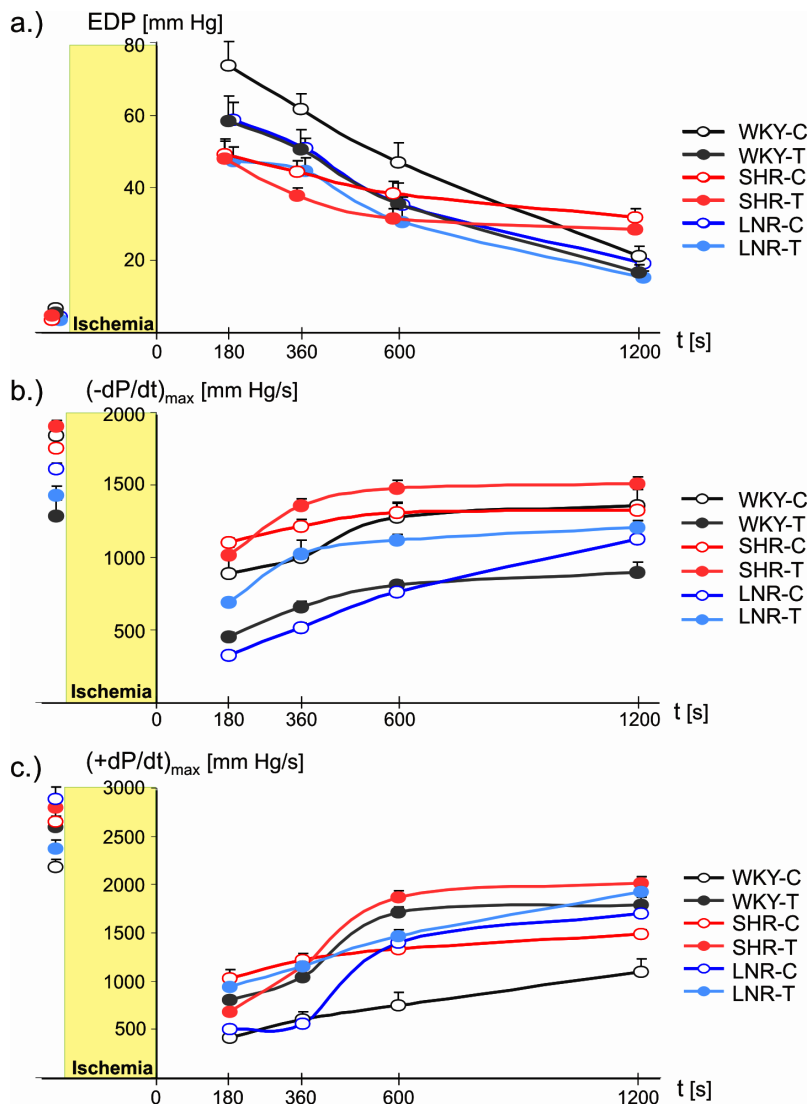 a.) EDP [mm Hg]
80
60
40
20
Ischemia
0 180 360 600 1200 t [s]
WKY-C
WKY-T
SHR-C
SHR-T
LNR-C
LNR-T
b.) (-dP/dt)max [mm Hg/s]
2000
1500
1000
500
Ischemia
0 180 360 600 1200 t [s]
WKY-C
WKY-T
SHR-C
SHR-T
LNR-C
LNR-T
c.) (+dP/dt)max [mm Hg/s]
3000
2000
1500
1000
500
Ischemia
0 180 360 600 1200 t [s]
WKY-C
WKY-T
SHR-C
SHR-T
LNR-C
LNR-T